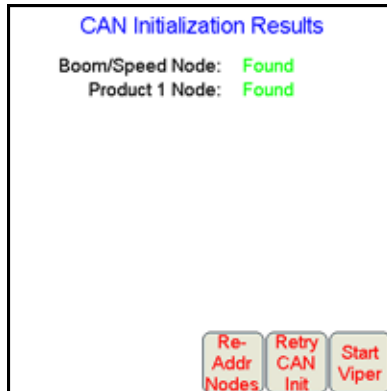 CAN Initialization Results
Boom/Speed Node: Found
Product 1 Node: Found
Re-
Addr
Nodes
Retry
CAN
Init
Start
Viper